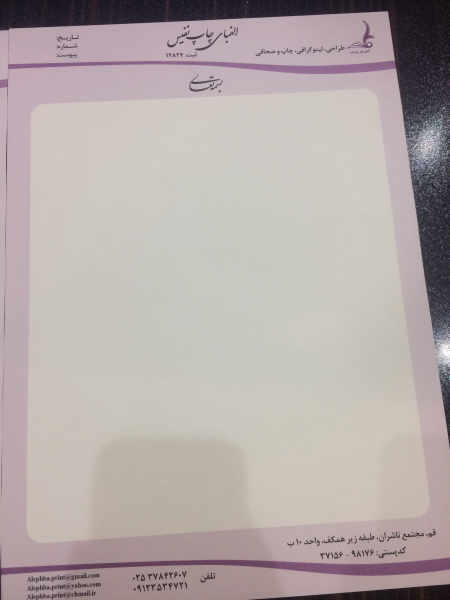 الفبای چاپ نفیس
ثبت ۱۲۸۲۷
طراحی، لیتوگرافی، چاپ و صحافی
تاریخ:
شماره:
پیوست:
بسمه تعالی
قم، مجتمع ناشران، طبقه زیر همکف، واحد ۱۰ ب
کدپستی: ۹۸۱۷۶ - ۳۷۱۵۶
تلفن
۰۲۵ ۳۷۸۴۲۶۰۷
۰۹۱۲۲۵۳۴۷۲۱
Alephba.print@gmail.com
Alephba.print@yahoo.com
Alephba.print@chmail.ir